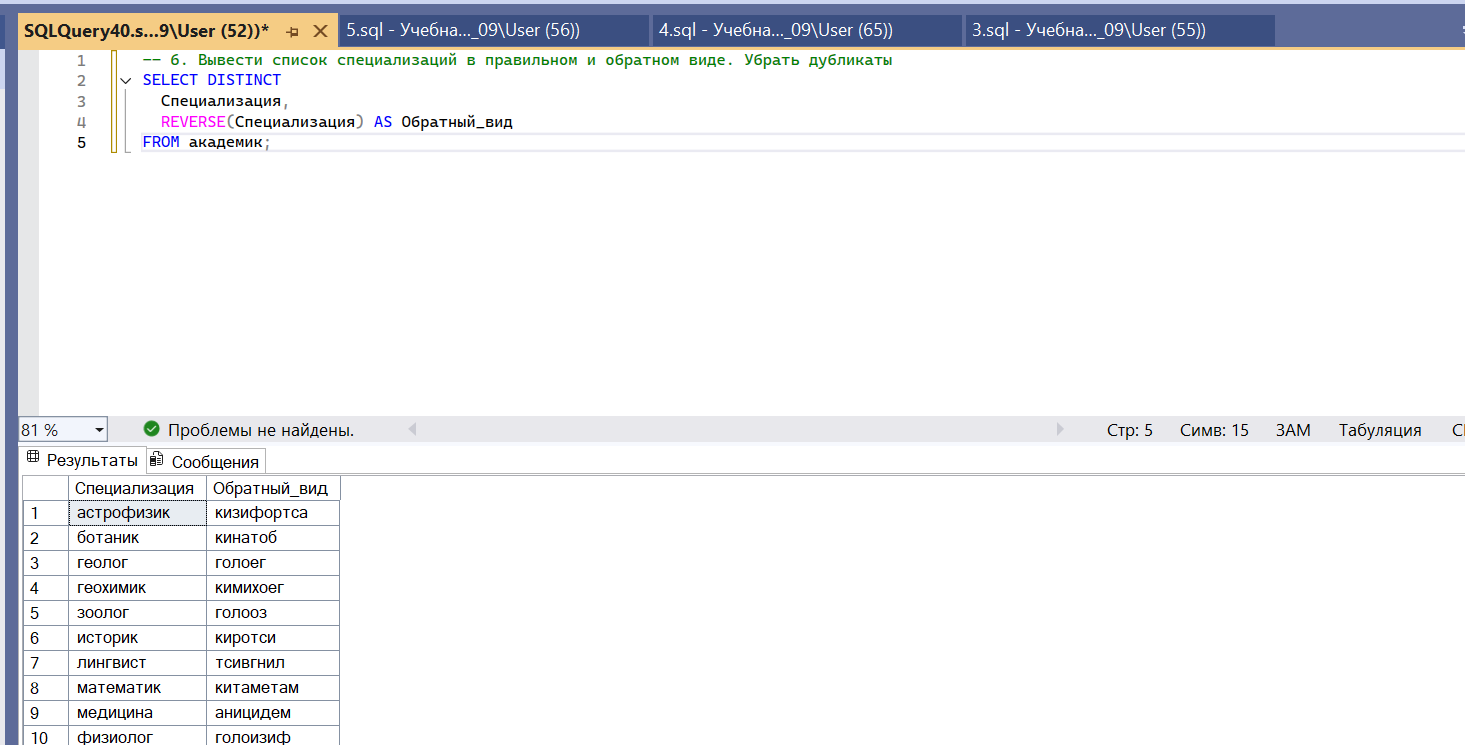 SQLQuery40.s...9\User (52))* 5.sql - Учебна..._09\User (56)) 4.sql - Учебна..._09\User (65)) 3.sql - Учебна..._09\User (55))
1 -- 6. Вывести список специализаций в правильном и обратном виде. Убрать дубликаты
2 SELECT DISTINCT
3 Специализация,
4 REVERSE(Специализация) AS Обратный_вид
5 FROM академик;
81 % Проблемы не найдены. Стр: 5 Симв: 15 ЗАМ Табуляция
Результаты Сообщения
Специализация Обратный_вид
1 астрофизик кизифортса
2 ботаник кинатоб
3 геолог голоег
4 геохимик кимихоег
5 зоолог голооз
6 историк киротси
7 лингвист тсивгнил
8 математик китаметам
9 медицина аницидем
10 физиолог голоизиф